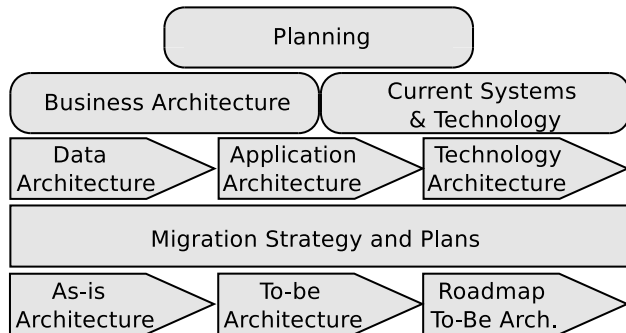 Planning
Business Architecture
Current Systems
& Technology
Data
Architecture
Application
Architecture
Technology
Architecture
Migration Strategy and Plans
As-is
Architecture
To-be
Architecture
Roadmap
To-Be Arch.